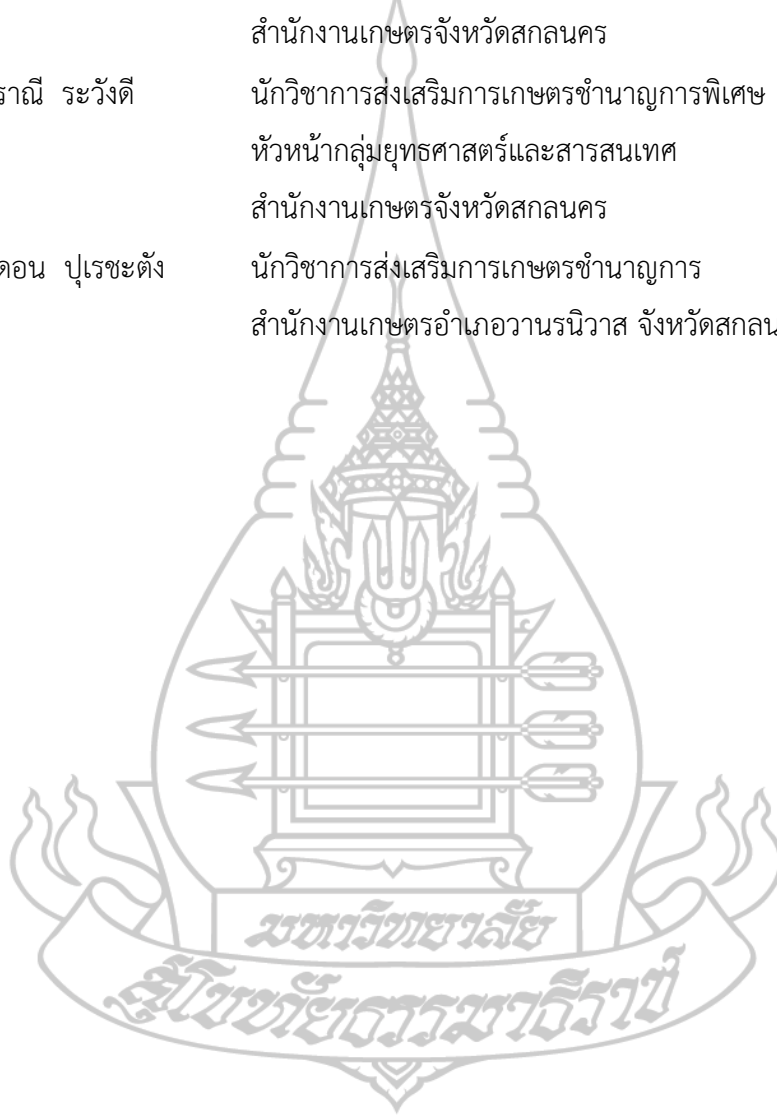 สำนักงานเกษตรจังหวัดสกลนคร
ราณี ระวังดี นักวิชาการส่งเสริมการเกษตรชำนาญการพิเศษ
หัวหน้ากลุ่มยุทธศาสตร์และสารสนเทศ
สำนักงานเกษตรจังหวัดสกลนคร
ดอน ปุเรชะตัง นักวิชาการส่งเสริมการเกษตรชำนาญการ
สำนักงานเกษตรอำเภอวานรนิวาส จังหวัดสกลน
มหาวิทยาลัย
สุโขทัยธรรมาธิราช